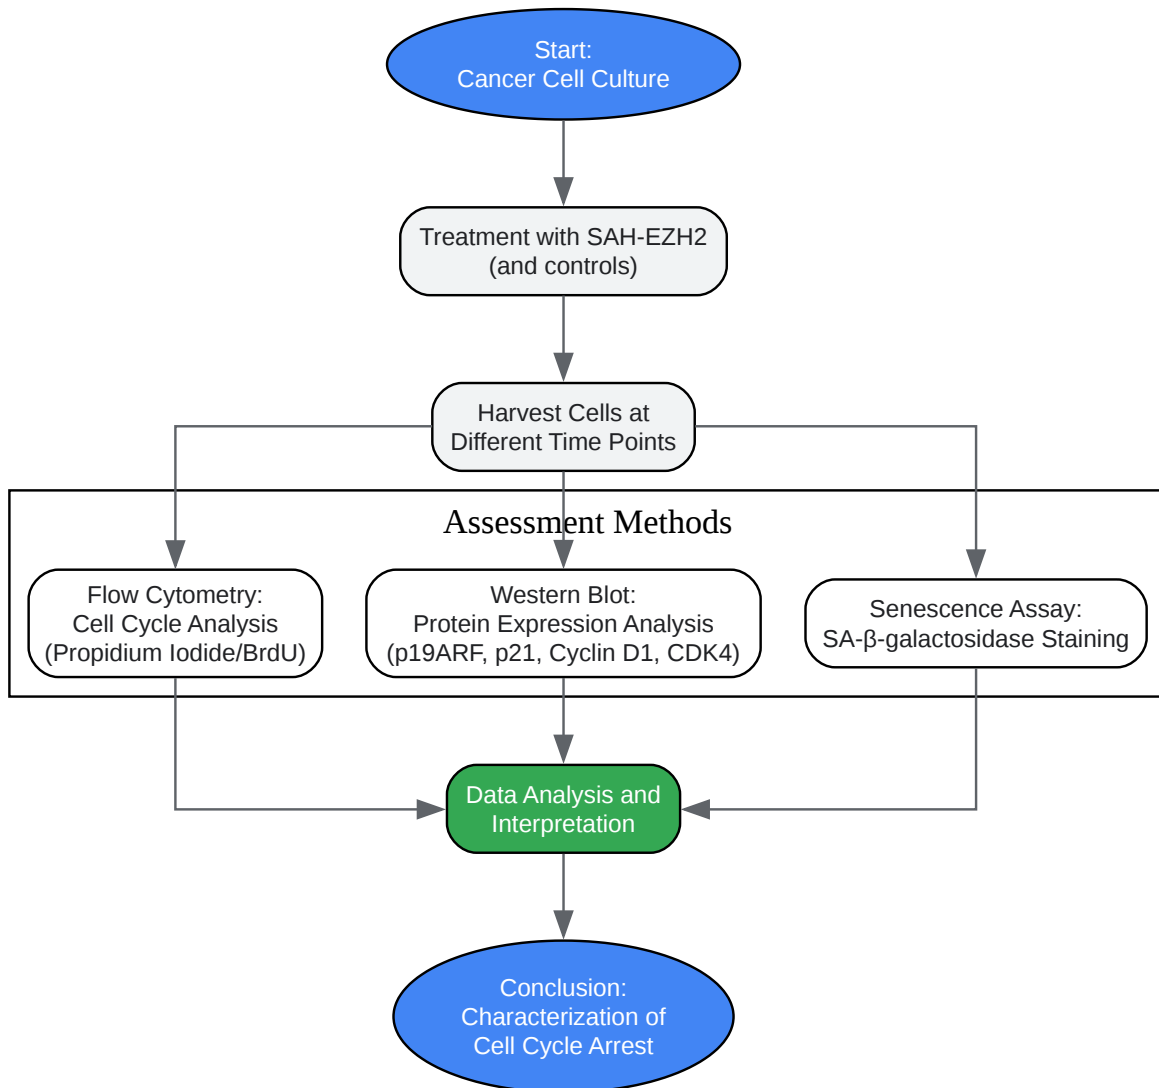 Start:
Cancer Cell Culture
Treatment with SAH-EZH2
(and controls)
Harvest Cells at
Different Time Points
Assessment Methods
Flow Cytometry:
Cell Cycle Analysis
(Propidium Iodide/BrdU)
Western Blot:
Protein Expression Analysis
(p19ARF, p21, Cyclin D1, CDK4)
Senescence Assay:
SA-β-galactosidase Staining
Data Analysis and
Interpretation
Conclusion:
Characterization of
Cell Cycle Arrest